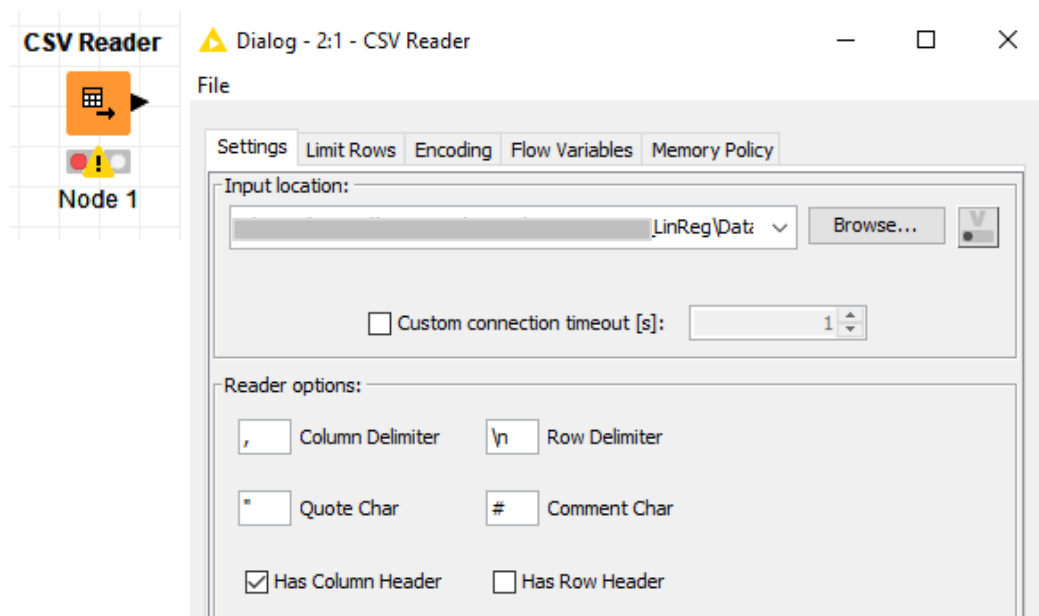 CSV Reader
Node 1
Dialog - 2:1 - CSV Reader
File
Settings Limit Rows Encoding Flow Variables Memory Policy
Input location:
_LinReg\Data Browse... V
Custom connection timeout [s]: 1
Reader options:
, Column Delimiter \n Row Delimiter
" Quote Char # Comment Char
Has Column Header Has Row Header